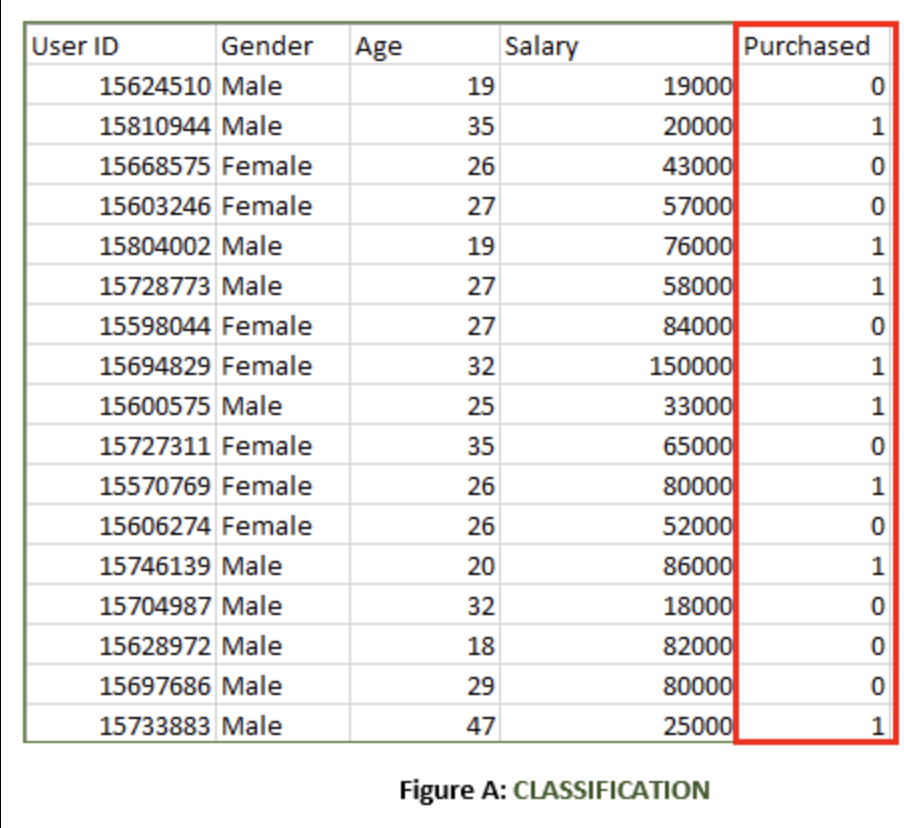 User ID Gender Age Salary Purchased
15624510 Male 19 19000 0
15810944 Male 35 20000 1
15668575 Female 26 43000 0
15603246 Female 27 57000 0
15804002 Male 19 76000 1
15728773 Male 27 58000 1
15598044 Female 27 84000 0
15694829 Female 32 150000 1
15600575 Male 25 33000 1
15727311 Female 35 65000 0
15570769 Female 26 80000 1
15606274 Female 26 52000 0
15746139 Male 20 86000 1
15704987 Male 32 18000 0
15628972 Male 18 82000 0
15697686 Male 29 80000 0
15733883 Male 47 25000 1
Figure A: CLASSIFICATION